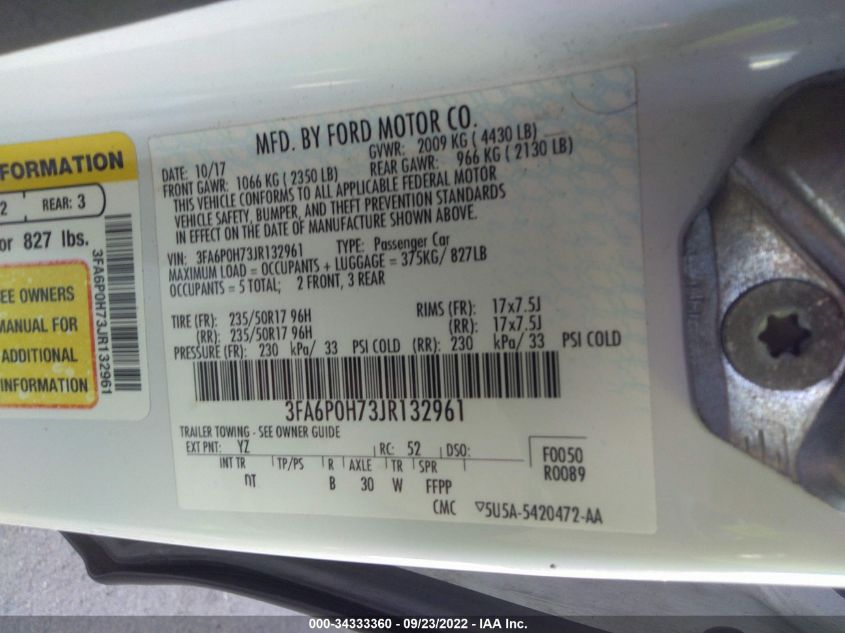 MFD. BY FORD MOTOR CO.
DATE: 10/17
GVWR: 2009 KG ( 4430 LB)
FRONT GAWR: 1066 KG ( 2350 LB)
REAR GAWR: 966 KG ( 2130 LB)
THIS VEHICLE CONFORMS TO ALL APPLICABLE FEDERAL MOTOR
VEHICLE SAFETY, BUMPER, AND THEFT PREVENTION STANDARDS
IN EFFECT ON THE DATE OF MANUFACTURE SHOWN ABOVE.
VIN: 3FA6P0H73JR132961 TYPE: Passenger Car
MAXIMUM LOAD = OCCUPANTS + LUGGAGE = 375KG/ 827LB
OCCUPANTS = 5 TOTAL; 2 FRONT, 3 REAR
TIRE (FR): 235/50R17 96H RIMS (FR): 17x7.5J
(RR): 235/50R17 96H (RR): 17x7.5J
PRESSURE (FR): 230 kPa/ 33 PSI COLD (RR): 230 kPa/ 33 PSI COLD
3FA6P0H73JR132961
TRAILER TOWING - SEE OWNER GUIDE
EXT PNT: YZ RC: 52 DSO: F0050
INT TR TP/PS R AXLE TR SPR R0089
nT B 30 W FFPP
CMC ▽5U5A-5420472-AA
FORMATION
2 REAR: 3
or 827 lbs.
EE OWNERS
MANUAL FOR
ADDITIONAL
INFORMATION
3FA6P0H73JR132961
000-34333360 - 09/23/2022 - IAA Inc.